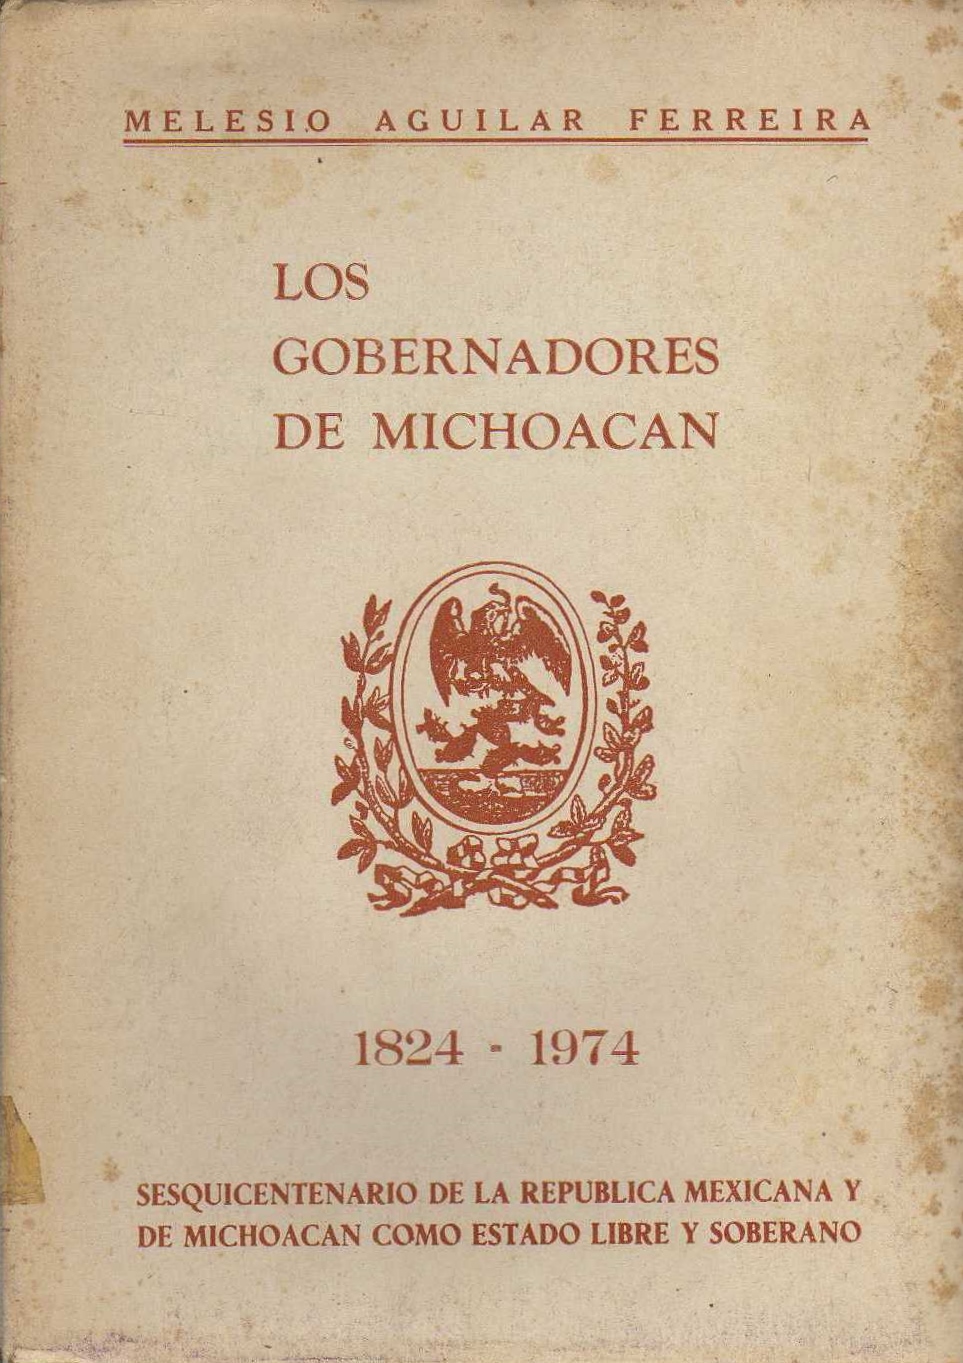 MELESIO AGUILAR FERREIRA
LOS
GOBERNADORES
DE MICHOACAN
1824 - 1974
SESQUICENTENARIO DE LA REPUBLICA MEXICANA Y
DE MICHOACAN COMO ESTADO LIBRE Y SOBERANO